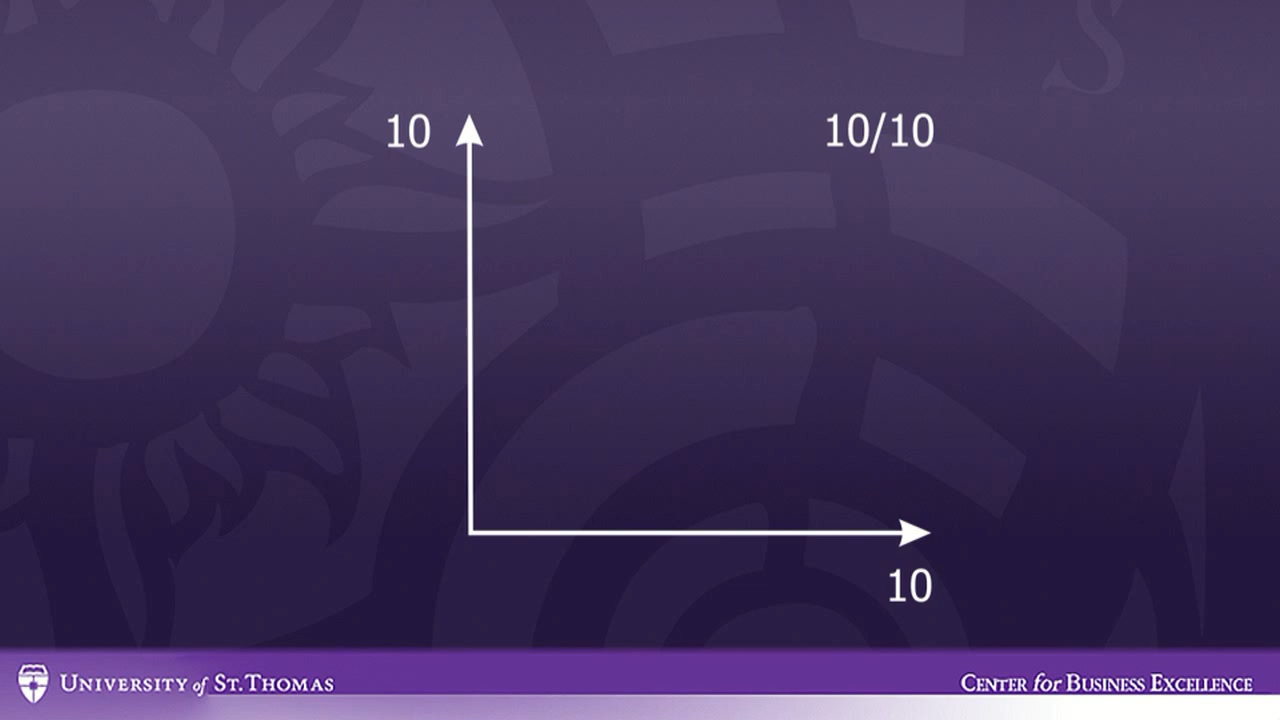 10
10/10
10
UNIVERSITY of ST. THOMAS
CENTER for BUSINESS EXCELLENCE